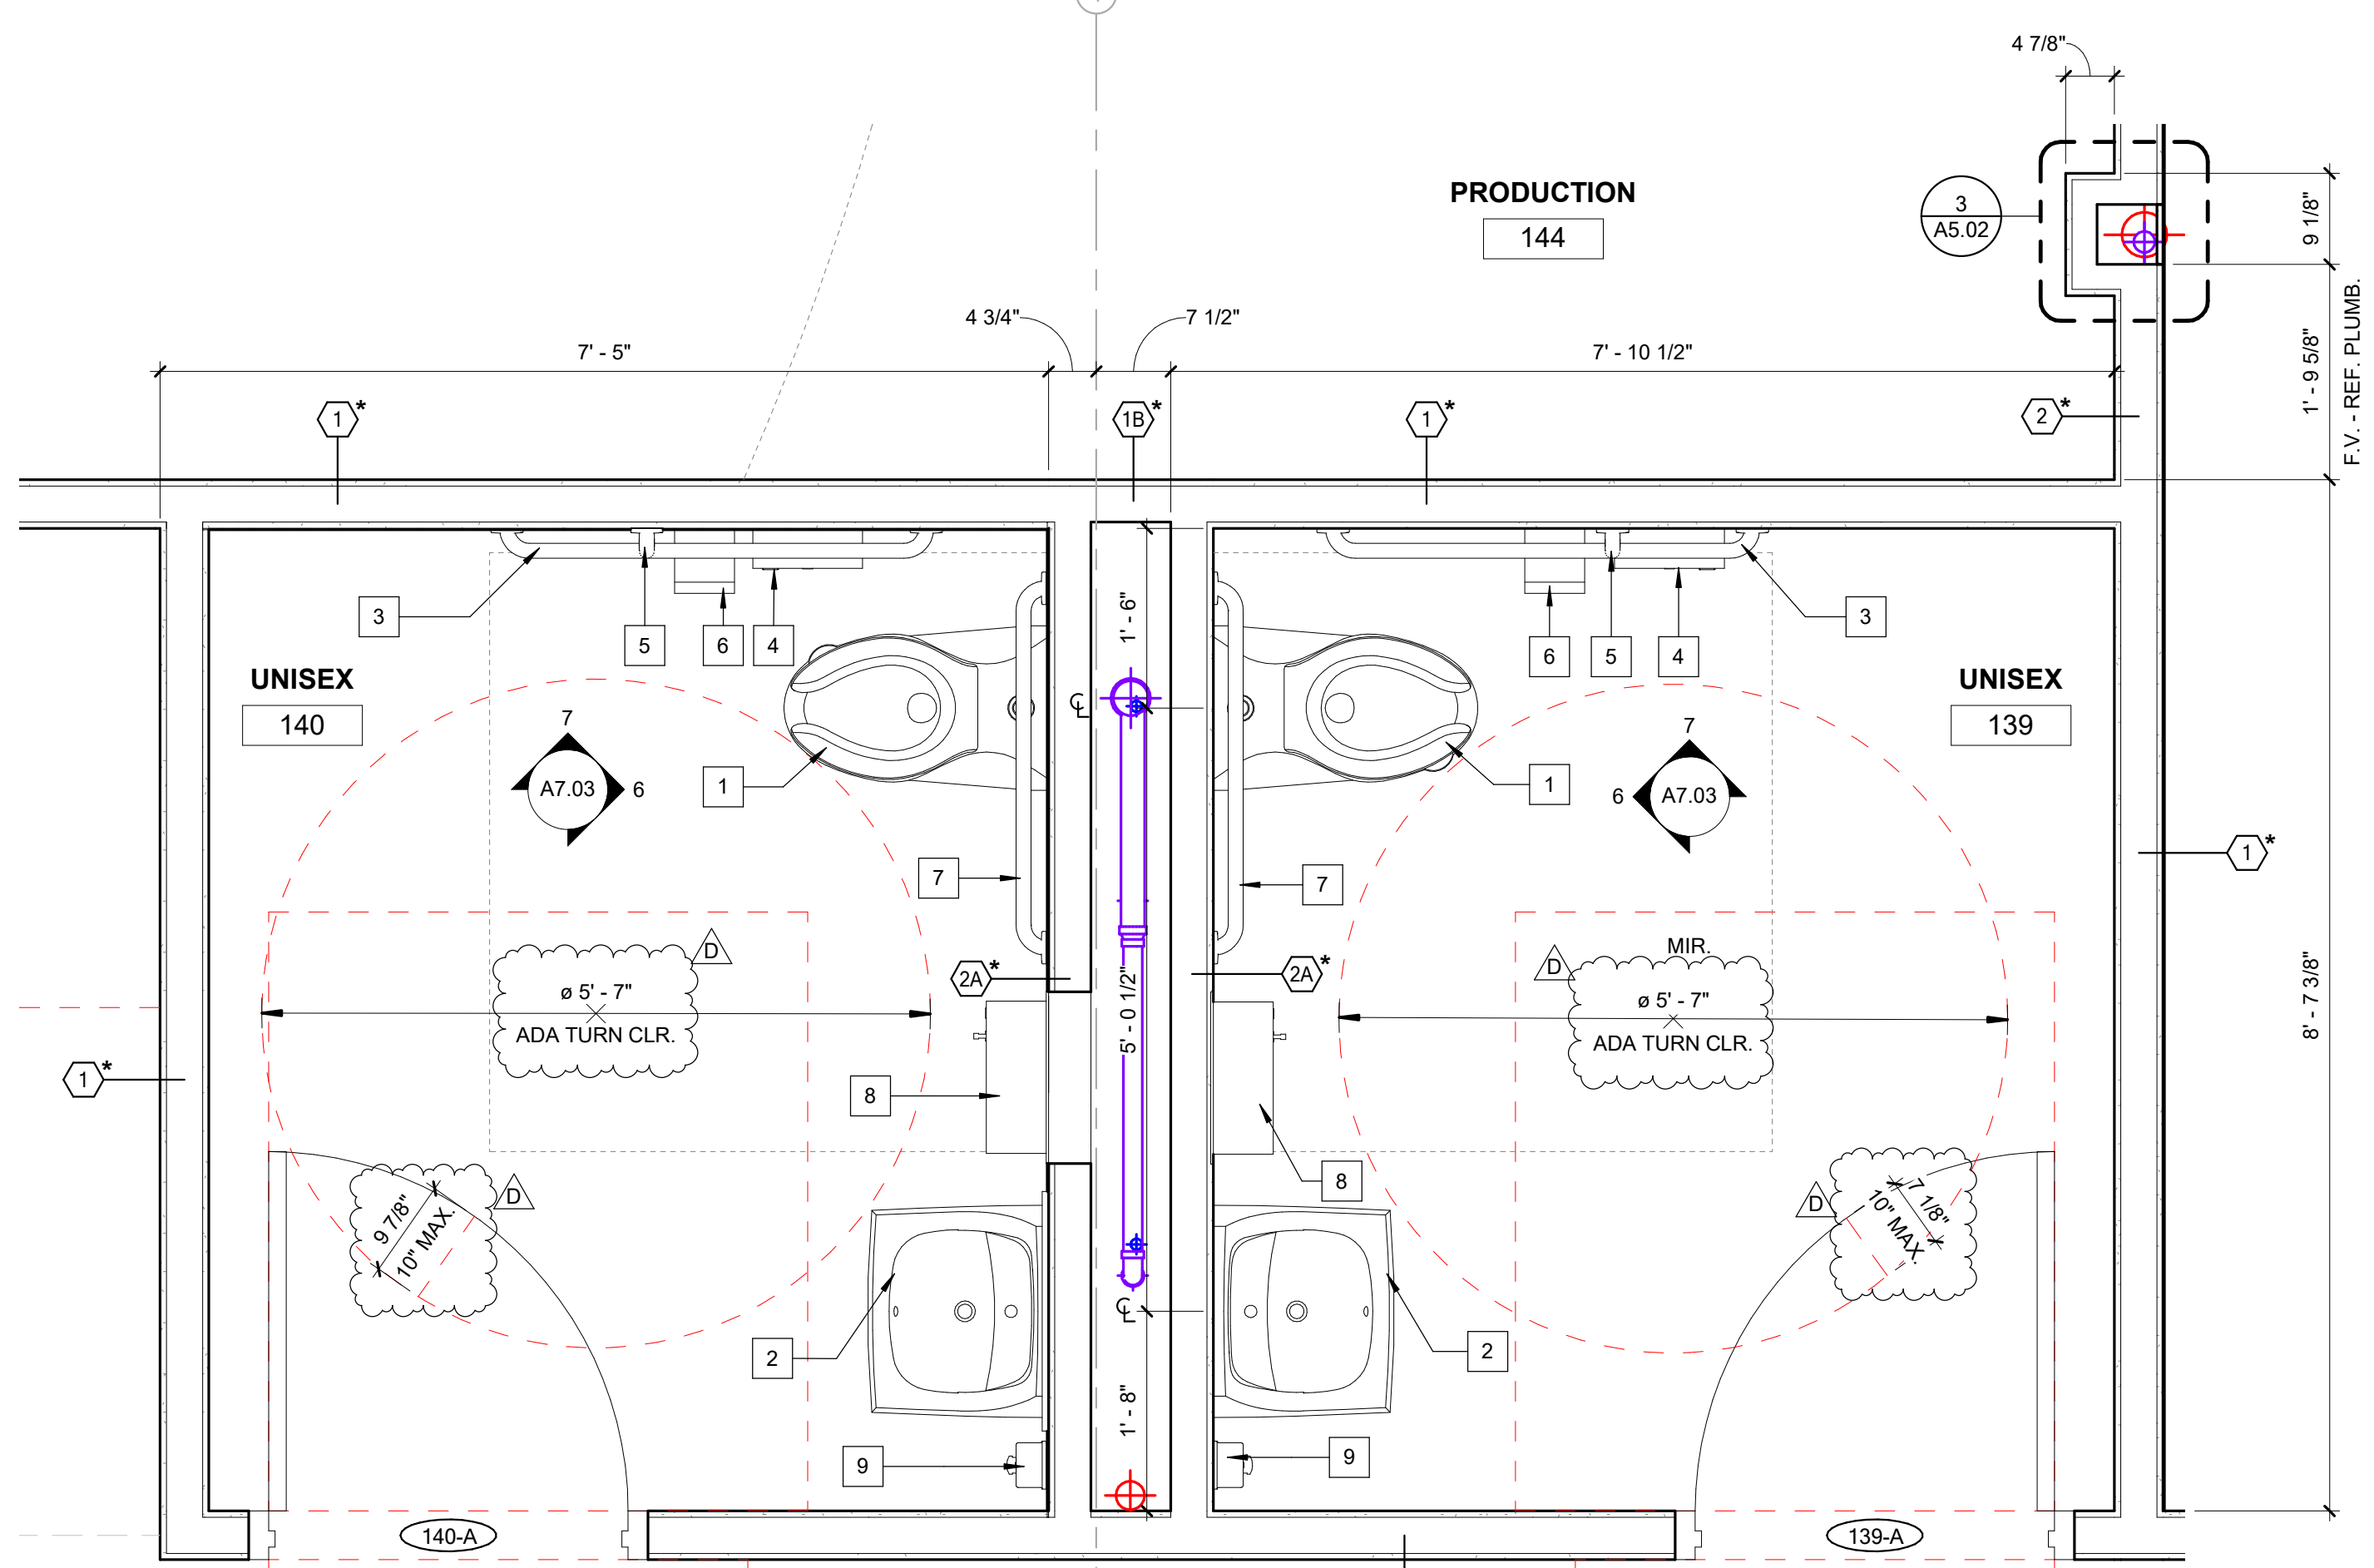 4 7/8"
PRODUCTION
144
3
A5.02
9 1/8"
1' - 9 5/8"
F.V. - REF. PLUMB.
4 3/4"
7 1/2"
7' - 5"
7' - 10 1/2"
1*
1B*
1*
2*
3
5
6
4
1' - 6"
6
5
4
3
UNISEX
140
UNISEX
139
℄
7
A7.03
6
1
1
7
6
A7.03
1*
7
7
2A*
2A*
D
ø 5' - 7"
ADA TURN CLR.
5' - 0 1/2"
D
MIR.
ø 5' - 7"
ADA TURN CLR.
8' - 7 3/8"
1*
8
8
9 7/8"
10" MAX.
D
D
7 1/8"
10" MAX.
℄
2
2
1' - 8"
9
9
140-A
139-A